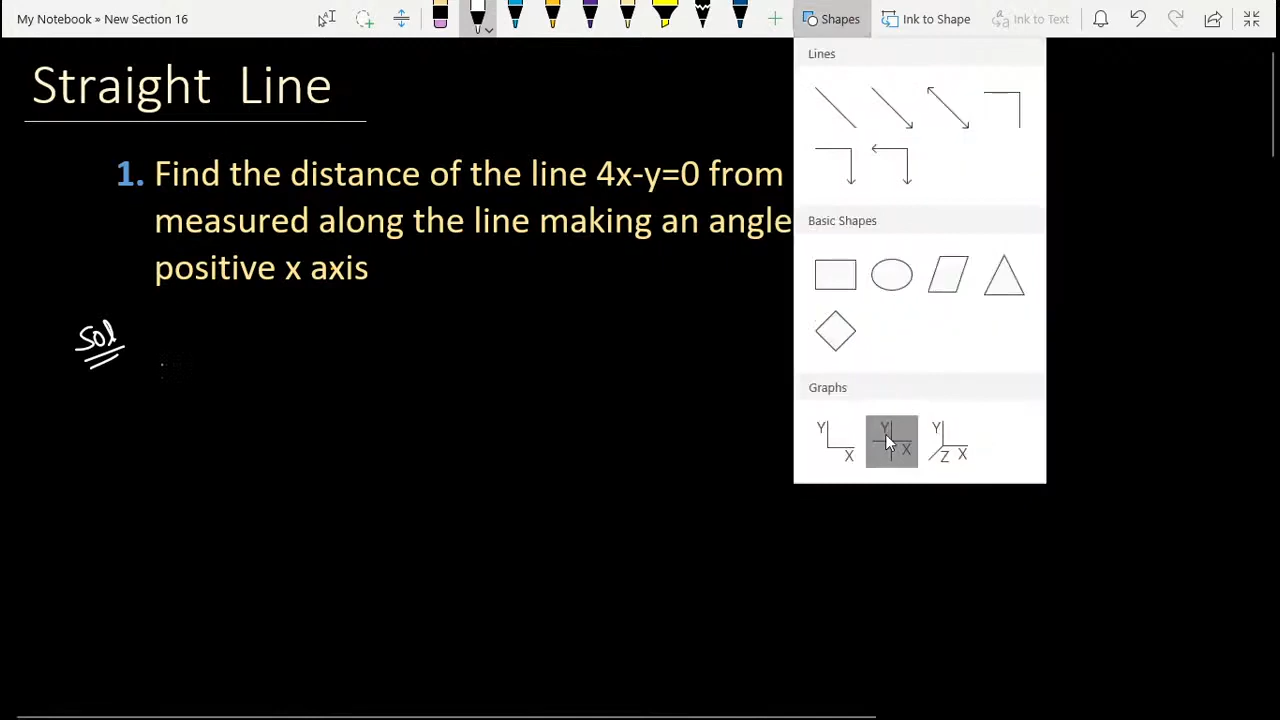 My Notebook » New Section 16
Shapes
Ink to Shape
Ink to Text
Straight Line
1. Find the distance of the line 4x-y=0 from
measured along the line making an angle
positive x axis
Sol
Lines
Basic Shapes
Graphs
Y X
Y X
Y Z X